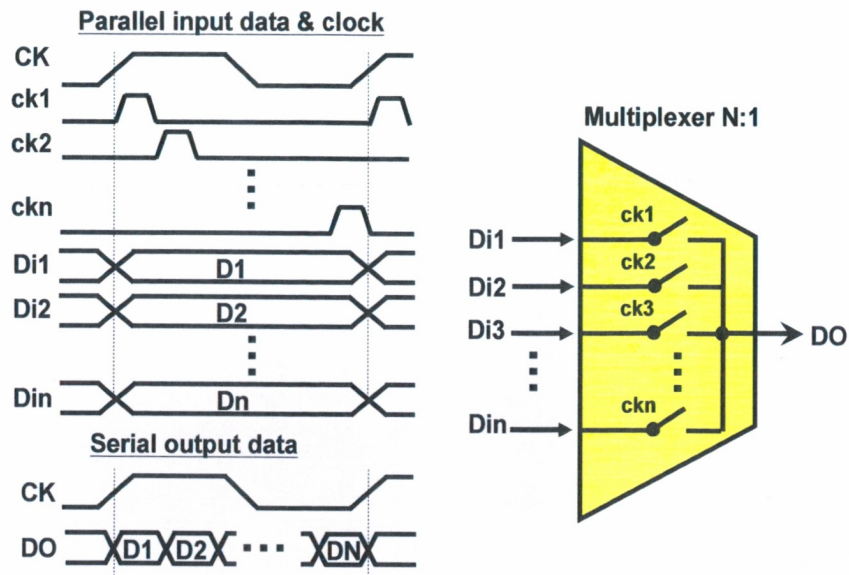 Parallel input data & clock
CK
ck1
ck2
ckn
Di1
D1
Di2
D2
Din
Dn
Serial output data
CK
DO
D1
D2
DN
Multiplexer N:1
Di1
ck1
Di2
ck2
Di3
ck3
DO
Din
ckn